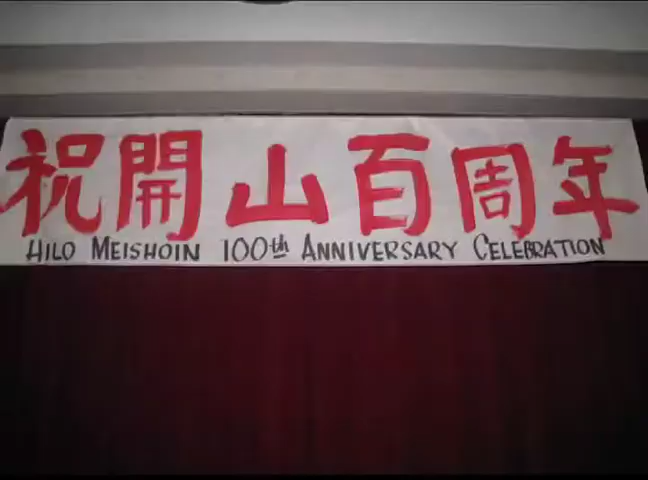 祝開山百周年
HILO MEISHOIN 100th ANNIVERSARY CELEBRATION